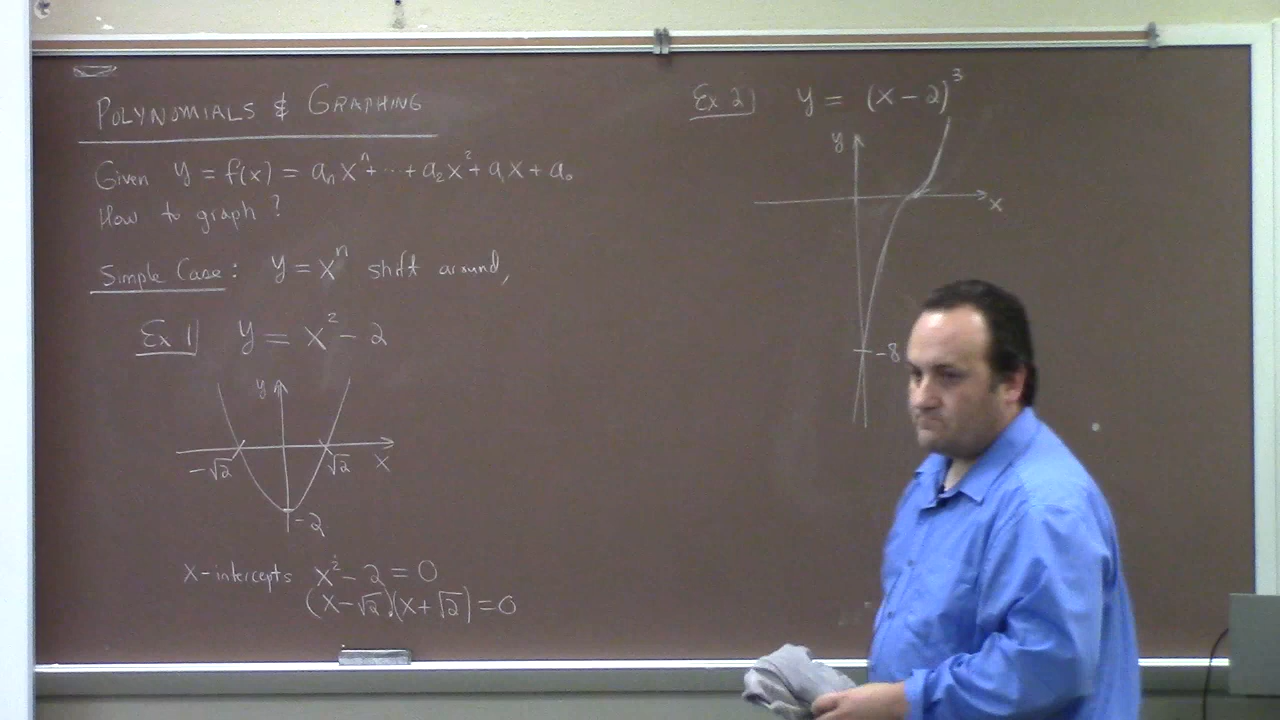 POLYNOMIALS & GRAPHING
Given y = f(x) = aₙxⁿ + ⋯ + a₂x² + a₁x + a₀
How to graph ?
Simple Case: y = xⁿ shift around,
Ex 1) y = x² - 2
y
-√2 √2 x
-2
x-intercepts x² - 2 = 0
(x - √2)(x + √2) = 0
Ex 2) y = (x - 2)³
y
x
-8